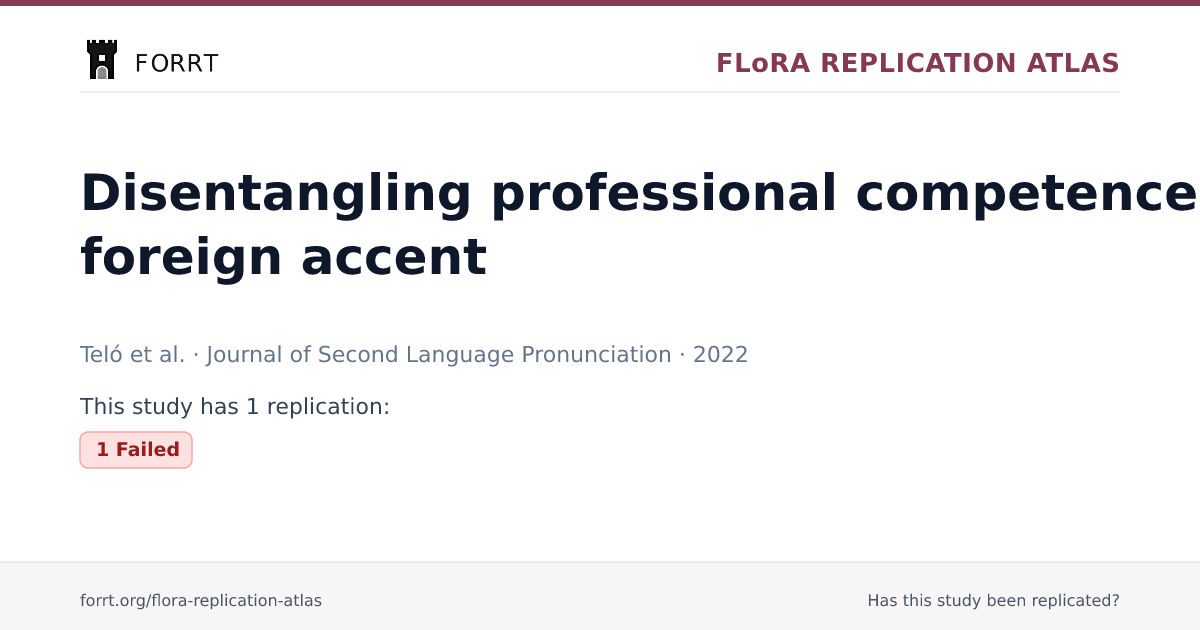 FORRT
FLoRA REPLICATION ATLAS
Disentangling professional competence
foreign accent
Teló et al. · Journal of Second Language Pronunciation · 2022
This study has 1 replication:
1 Failed
forrt.org/flora-replication-atlas
Has this study been replicated?